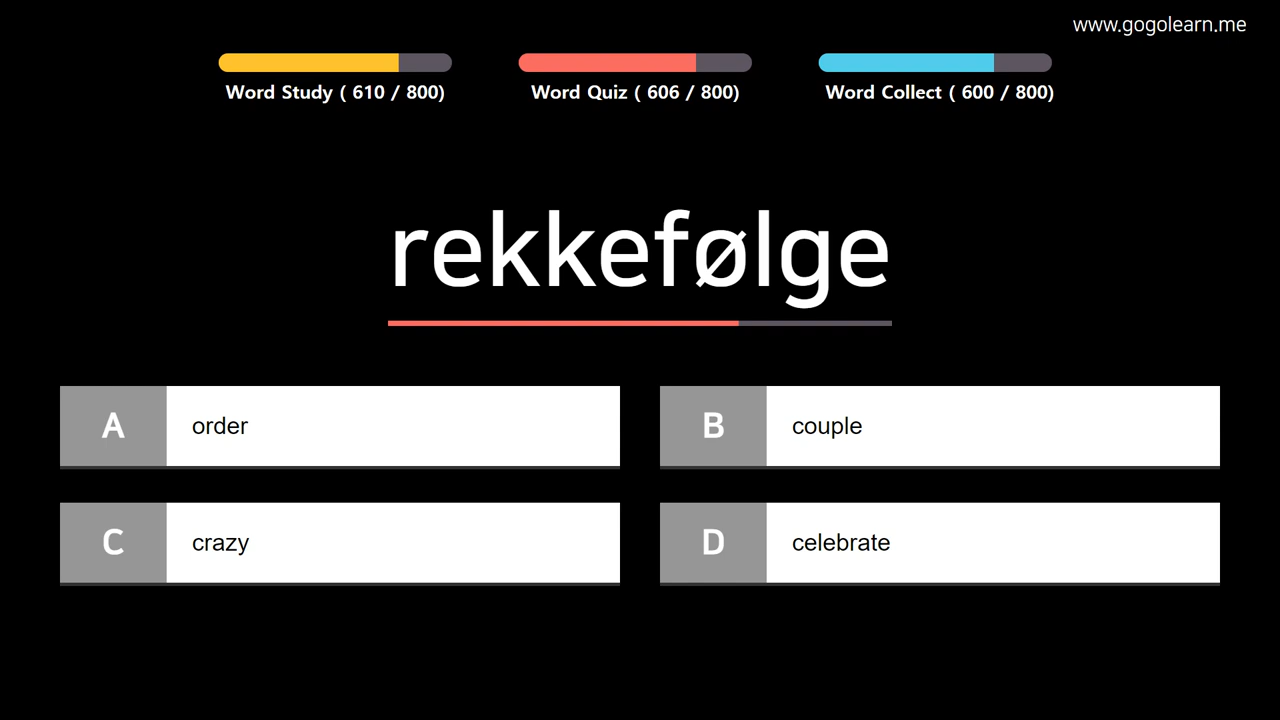 www.gogolearn.me
Word Study ( 610 / 800)
Word Quiz ( 606 / 800)
Word Collect ( 600 / 800)
rekkefølge
A order
B couple
C crazy
D celebrate